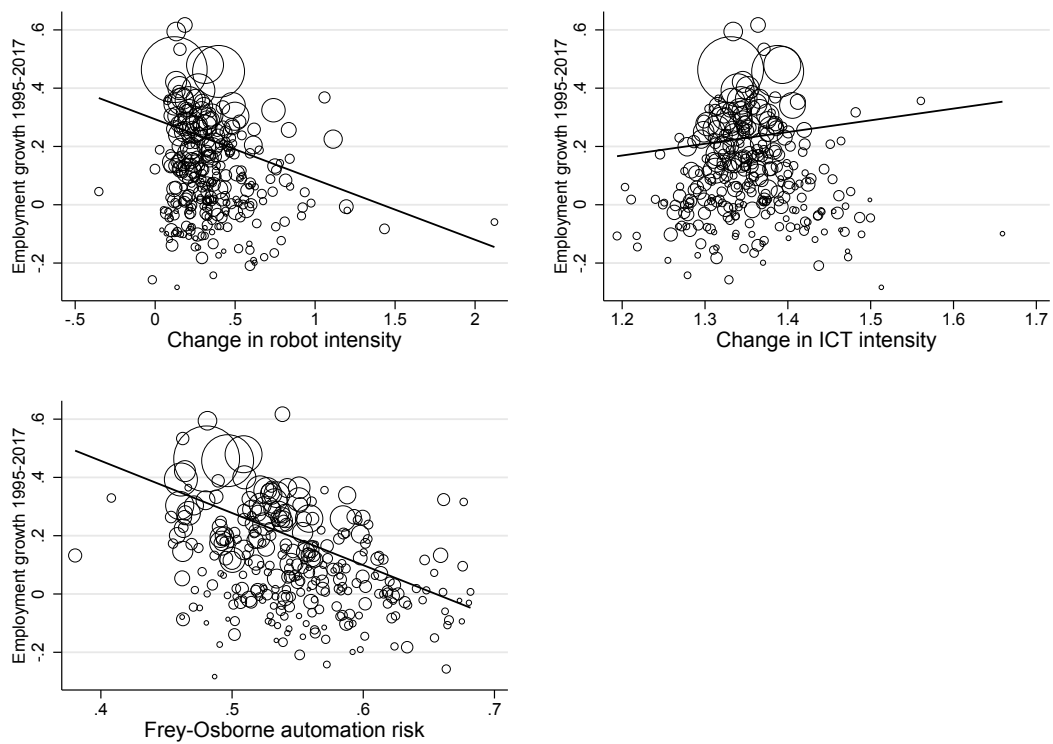 Employment growth 1995-2017
.6
.4
.2
0
-.2
-.5 0 .5 1 1.5 2
Change in robot intensity
Employment growth 1995-2017
.6
.4
.2
0
-.2
1.2 1.3 1.4 1.5 1.6 1.7
Change in ICT intensity
Employment growth 1995-2017
.6
.4
.2
0
-.2
.4 .5 .6 .7
Frey-Osborne automation risk